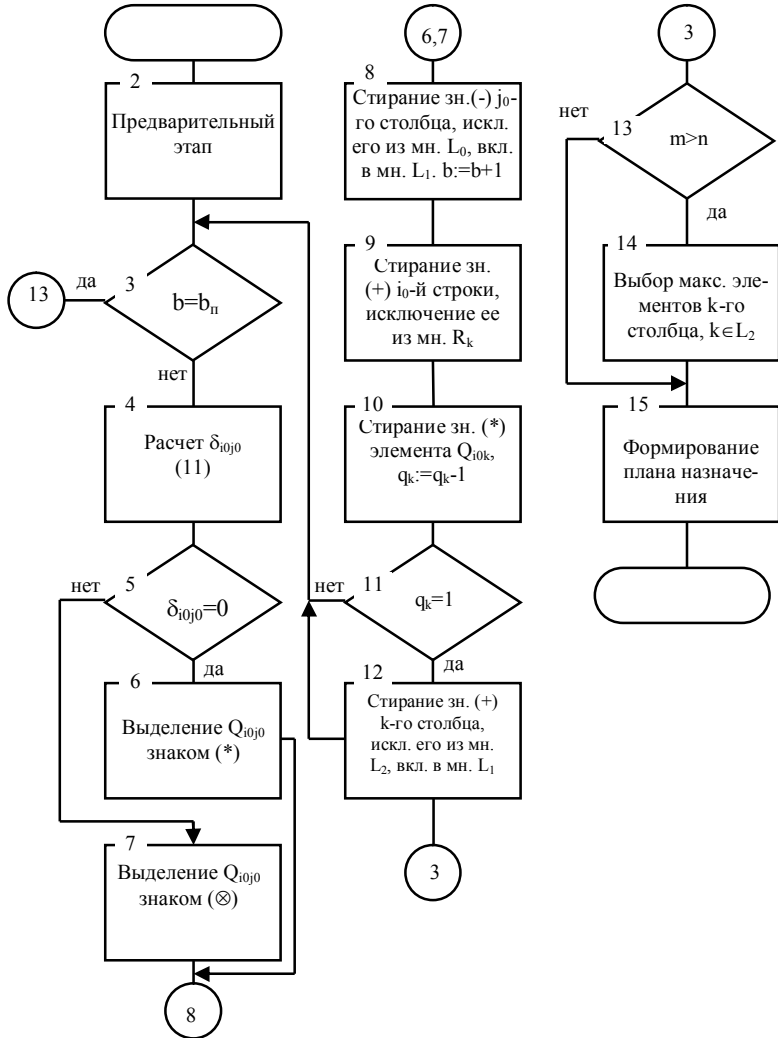 2
Предварительный
этап
3
да
13
b=bп
нет
4
Расчет δi0j0
(11)
5
нет
δi0j0=0
да
6
Выделение Qi0j0
знаком (*)
7
Выделение Qi0j0
знаком (⊗)
8
6,7
8
Стирание зн.(-) j0-
го столбца, искл.
его из мн. L0, вкл.
в мн. L1. b:=b+1
9
Стирание зн.
(+) i0-й строки,
исключение ее
из мн. Rk
10
Стирание зн. (*)
элемента Qi0k,
qk:=qk-1
11
нет
qk=1
да
12
Стирание зн. (+)
k-го столбца,
искл. его из мн.
L2, вкл. в мн. L1
3
3
нет
13
m>n
да
14
Выбор макс. эле-
ментов k-го
столбца, k∈L2
15
Формирование
плана назначе-
ния